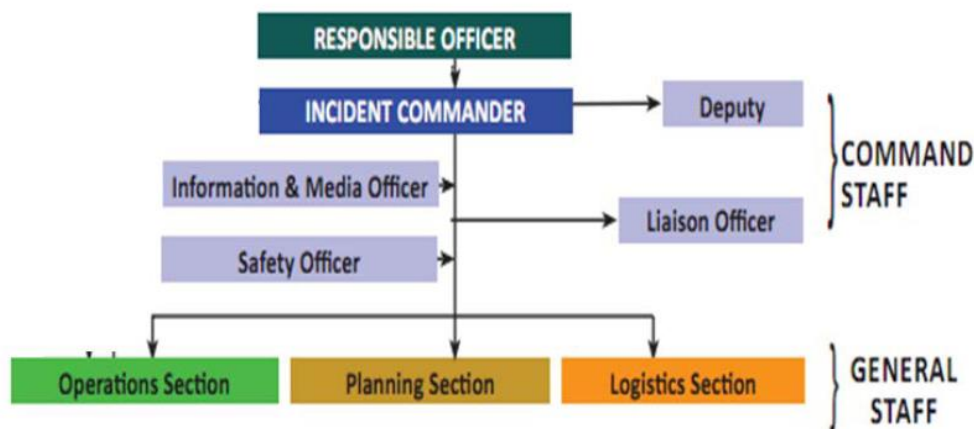 RESPONSIBLE OFFICER
INCIDENT COMMANDER
Deputy
COMMAND
STAFF
Information & Media Officer
Liaison Officer
Safety Officer
Operations Section
Planning Section
Logistics Section
GENERAL
STAFF